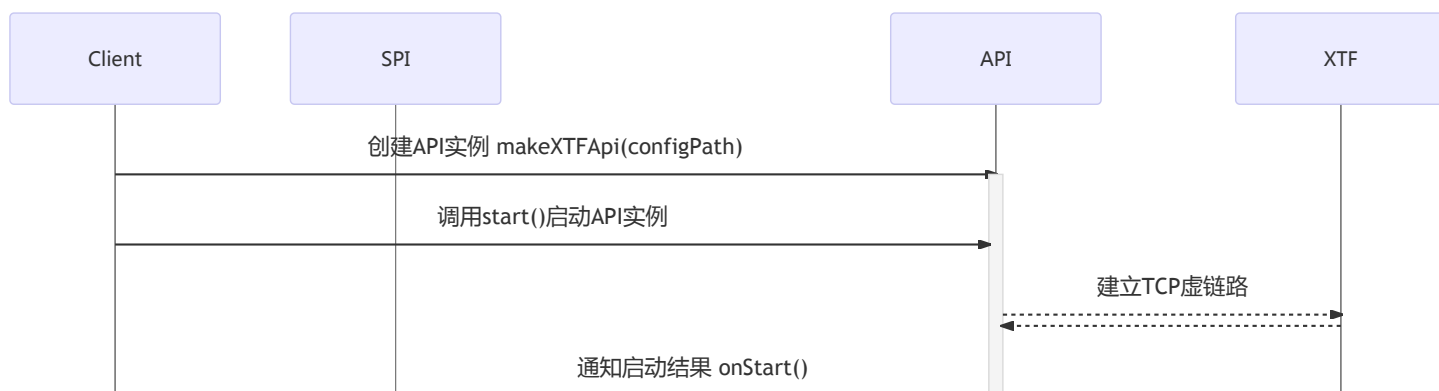 Client
SPI
API
XTF
创建API实例 makeXTFApi(configPath)
调用start()启动API实例
建立TCP虚链路
通知启动结果 onStart()